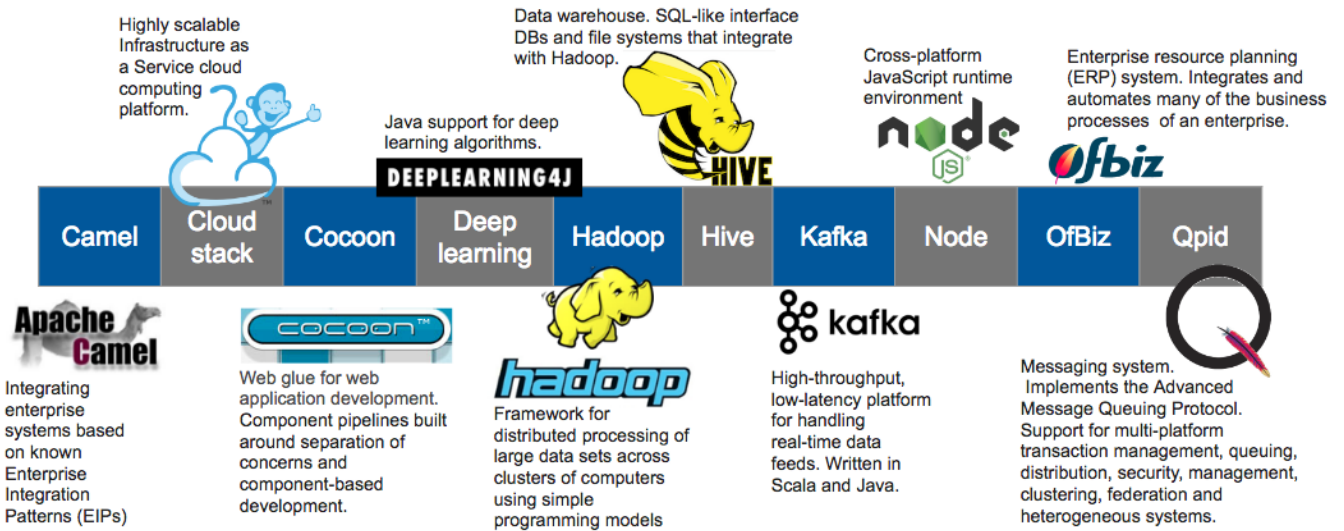 Highly scalable
Infrastructure as
a Service cloud
computing
platform.
Java support for deep
learning algorithms.
DEEPLEARNING4J
Data warehouse. SQL-like interface
DBs and file systems that integrate
with Hadoop.
HIVE
Cross-platform
JavaScript runtime
environment
node
JS®
Enterprise resource planning
(ERP) system. Integrates and
automates many of the business
processes of an enterprise.
Ofbiz
TM
Camel
Cloud
stack
Cocoon
Deep
learning
Hadoop
Hive
Kafka
Node
OfBiz
Qpid
Apache
Camel
Integrating
enterprise
systems based
on known
Enterprise
Integration
Patterns (EIPs)
cocoon™
Web glue for web
application development.
Component pipelines built
around separation of
concerns and
component-based
development.
hadoop
Framework for
distributed processing of
large data sets across
clusters of computers
using simple
programming models
kafka
High-throughput,
low-latency platform
for handling
real-time data
feeds. Written in
Scala and Java.
Messaging system.
Implements the Advanced
Message Queuing Protocol.
Support for multi-platform
transaction management, queuing,
distribution, security, management,
clustering, federation and
heterogeneous systems.